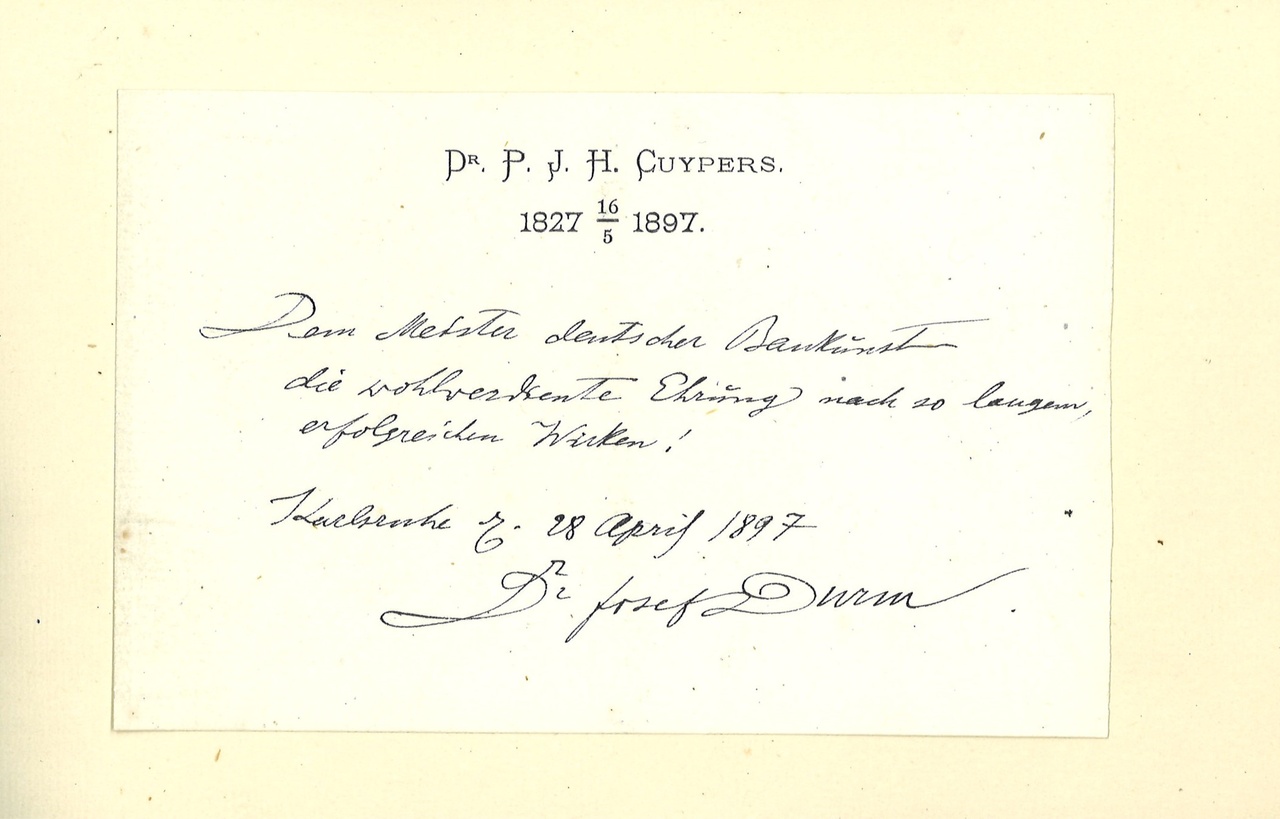 Dr. P. J. H. Cuypers.
1827 16/5 1897.
Dem Meister deutscher Baukunst
die wohlverdiente Ehrung nach so langem,
erfolgreichen Wirken!
Karlsruhe 28 April 1897
Dr. Josef Durm